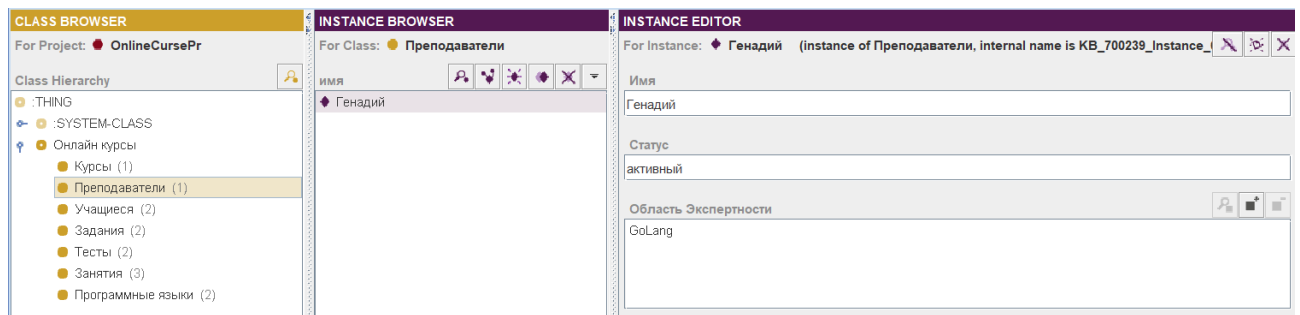 CLASS BROWSER
For Project: OnlineCursePr
Class Hierarchy
:THING
:SYSTEM-CLASS
Онлайн курсы
Курсы (1)
Преподаватели (1)
Учащиеся (2)
Задания (2)
Тесты (2)
Занятия (3)
Программные языки (2)
INSTANCE BROWSER
For Class: Преподаватели
имя
Генадий
INSTANCE EDITOR
For Instance: Генадий (instance of Преподаватели, internal name is KB_700239_Instance_
Имя
Генадий
Статус
активный
Область Экспертности
GoLang